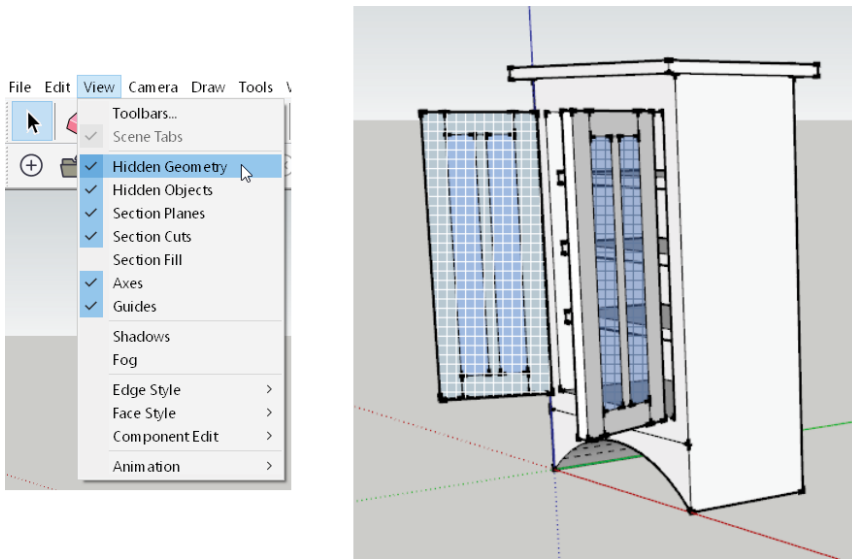 File Edit View Camera Draw Tools
Toolbars...
Scene Tabs
Hidden Geometry
Hidden Objects
Section Planes
Section Cuts
Section Fill
Axes
Guides
Shadows
Fog
Edge Style
Face Style
Component Edit
Animation